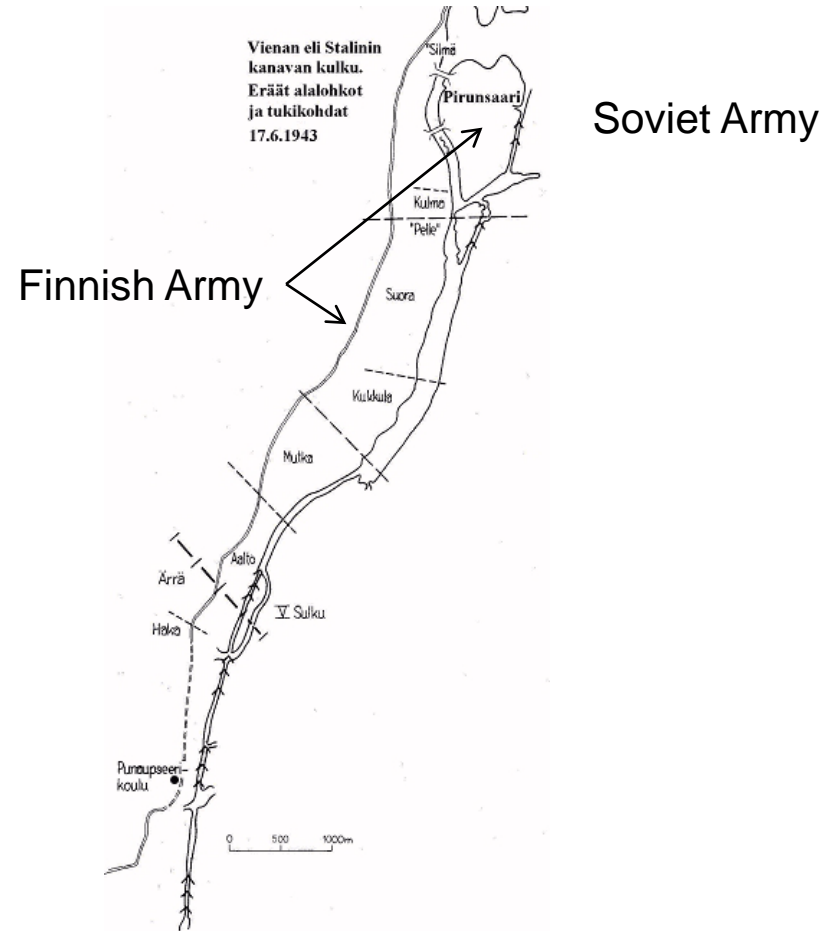 Vienan eli Stalinin
kanavan kulku.
Eräät alalohkot
ja tukikohdat
17.6.1943
"Silmä
Pirunsaari
Soviet Army
Kulma
"Pelle"
Finnish Army
Suora
Kukkula
Mutka
Aalto
Ärrä
V Sulku
Haka
Punaupseeri-
koulu
0 500 1000m